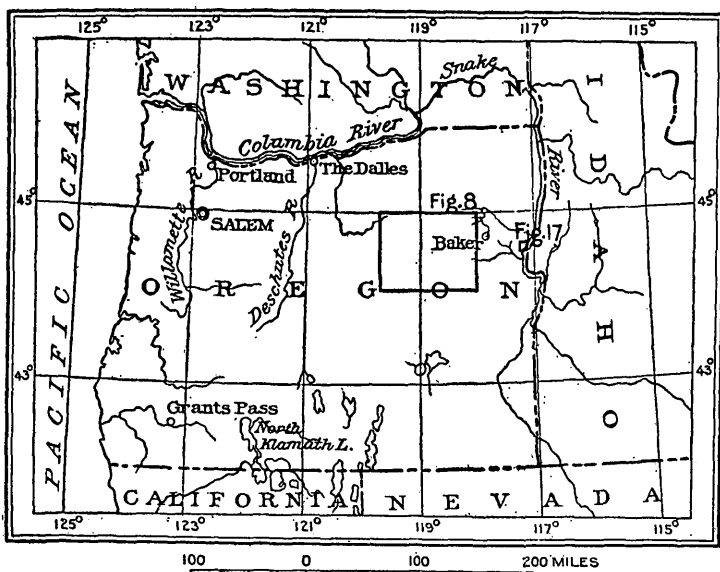 125° 123° 121° 119° 117° 115°
WASHINGTON
Snake
River
IDAHO
PACIFIC OCEAN
Columbia River
Portland
The Dalles
45° 45°
SALEM
Willamette
Deschutes R
Fig. 8
Baker
Fig. 17
OREGON
43° 43°
Grants Pass
North
Klamath L.
CALIFORNIA NEVADA
125° 123° 121° 119° 117° 115°
100 0 100 200 MILES